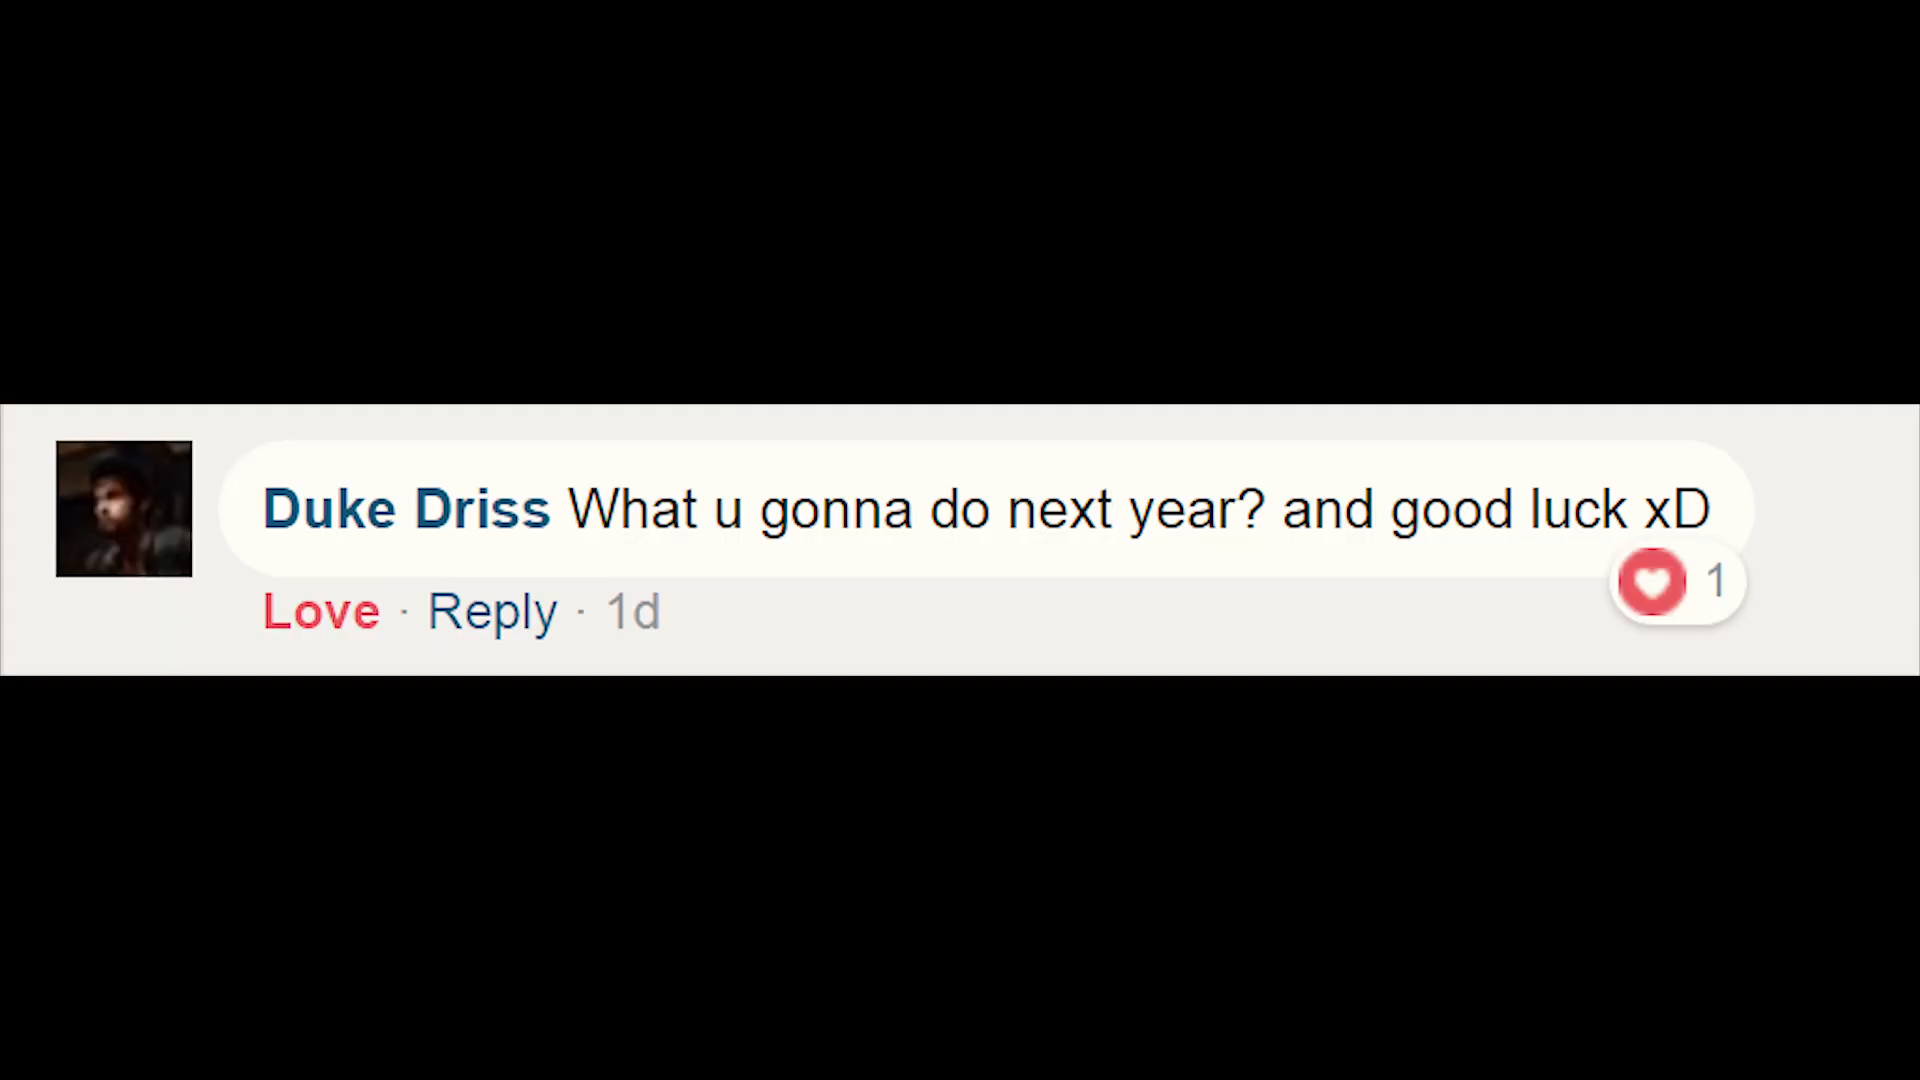 Duke Driss What u gonna do next year? and good luck xD
1
Love · Reply · 1d